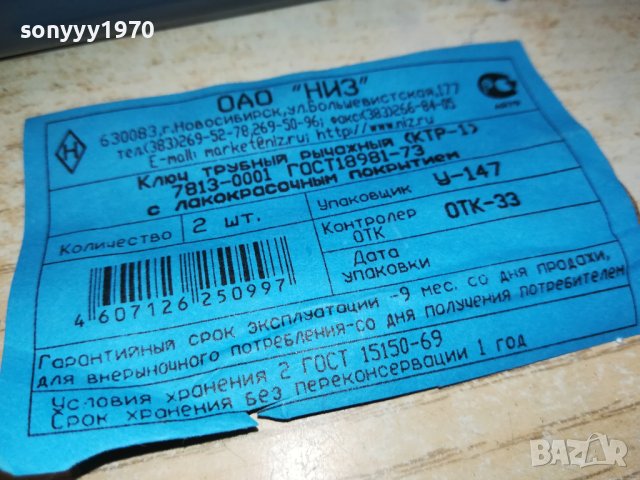 sonyyy1970
ОАО "НИЗ"
630083,г.Новосибирск,ул.Большевистская,177
тел.(383)269-52-78,269-50-96; факс(383)266-84-05
E-mail: market@niz.ru; http://www.niz.ru
Ключ трубный рычажный (КТР-1)
7813-0001 ГОСТ18981-73
с лакокрасочным покрытием
Количество 2 шт.
Упаковщик У-147
Контролер ОТК ОТК-33
Дата упаковки
4 607126 250997
Гарантийный срок эксплуатации -9 мес. со дня продажи,
для внерыночного потребления-со дня получения потребителем
Условия хранения 2 ГОСТ 15150-69
Срок хранения без переконсервации 1 год
BAZAR